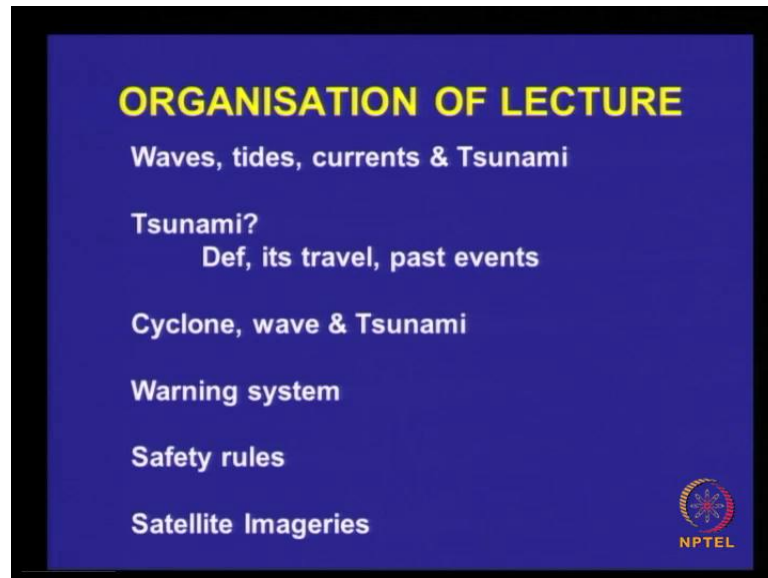 ORGANISATION OF LECTURE
Waves, tides, currents & Tsunami
Tsunami?
Def, its travel, past events
Cyclone, wave & Tsunami
Warning system
Safety rules
Satellite Imageries
NPTEL